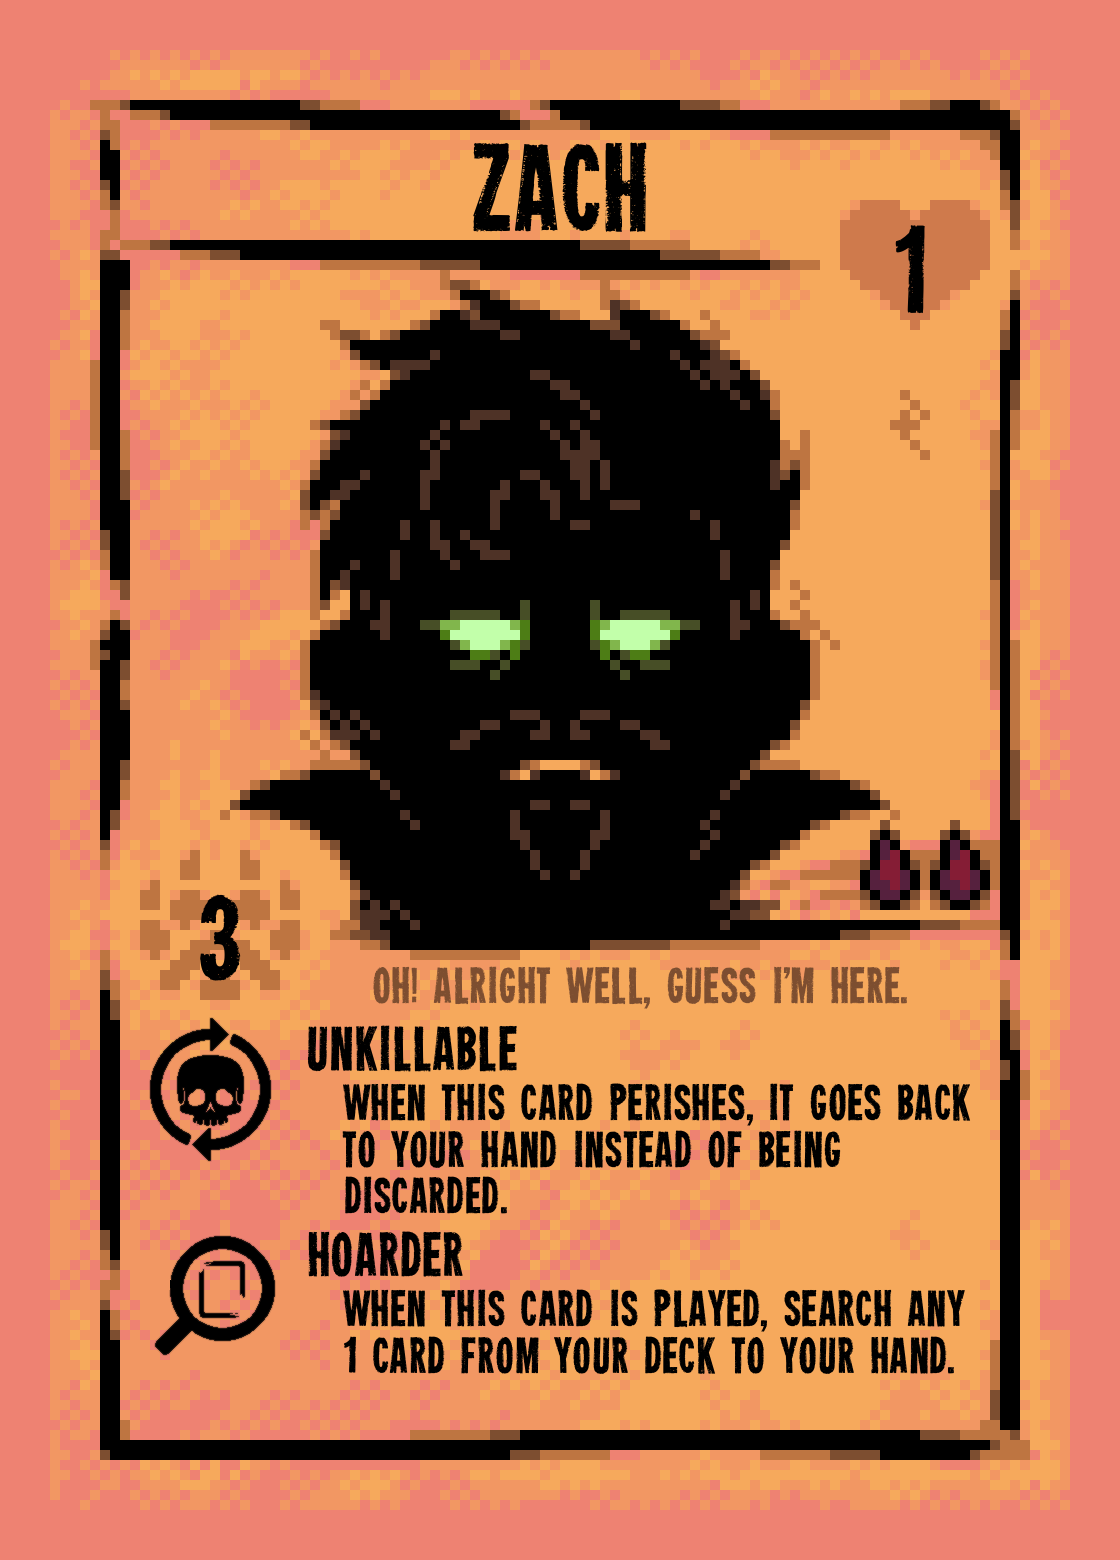 ZACH
1
3
OH! ALRIGHT WELL, GUESS I'M HERE.
UNKILLABLE
WHEN THIS CARD PERISHES, IT GOES BACK
TO YOUR HAND INSTEAD OF BEING
DISCARDED.
HOARDER
WHEN THIS CARD IS PLAYED, SEARCH ANY
1 CARD FROM YOUR DECK TO YOUR HAND.